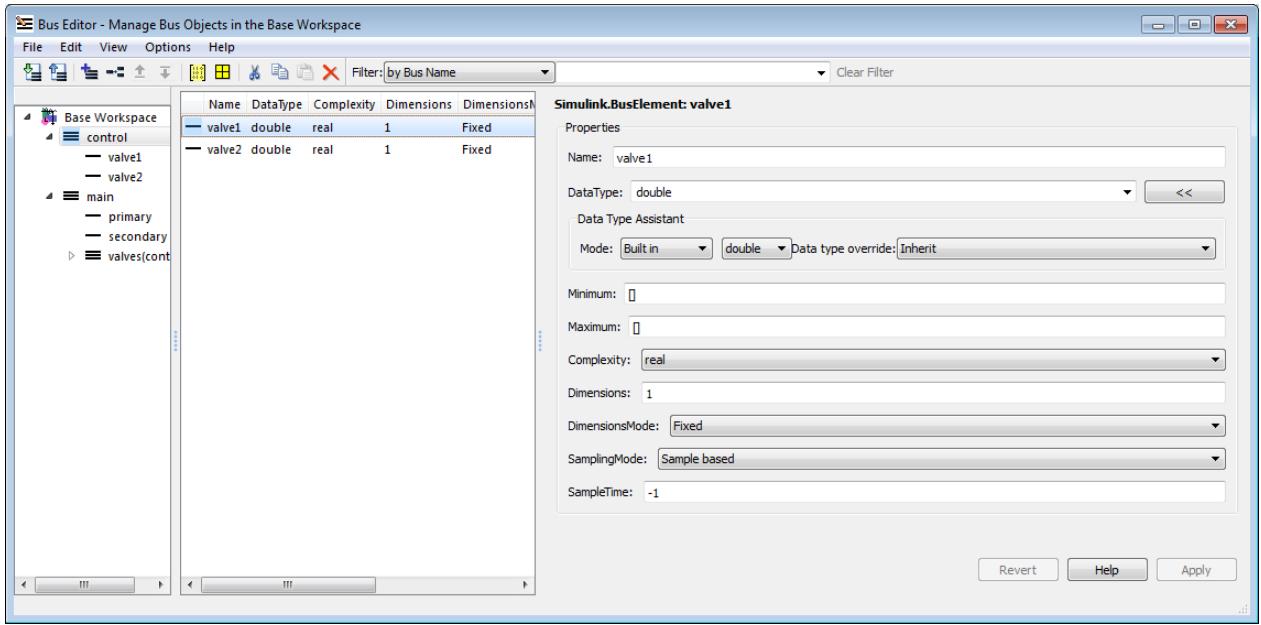 Bus Editor - Manage Bus Objects in the Base Workspace
File Edit View Options Help
Filter: by Bus Name Clear Filter
Base Workspace
control
valve1
valve2
main
primary
secondary
valves(cont
Name DataType Complexity Dimensions DimensionsM
valve1 double real 1 Fixed
valve2 double real 1 Fixed
Simulink.BusElement: valve1
Properties
Name: valve1
DataType: double <<
Data Type Assistant
Mode: Built in double Data type override: Inherit
Minimum: []
Maximum: []
Complexity: real
Dimensions: 1
DimensionsMode: Fixed
SamplingMode: Sample based
SampleTime: -1
Revert Help Apply